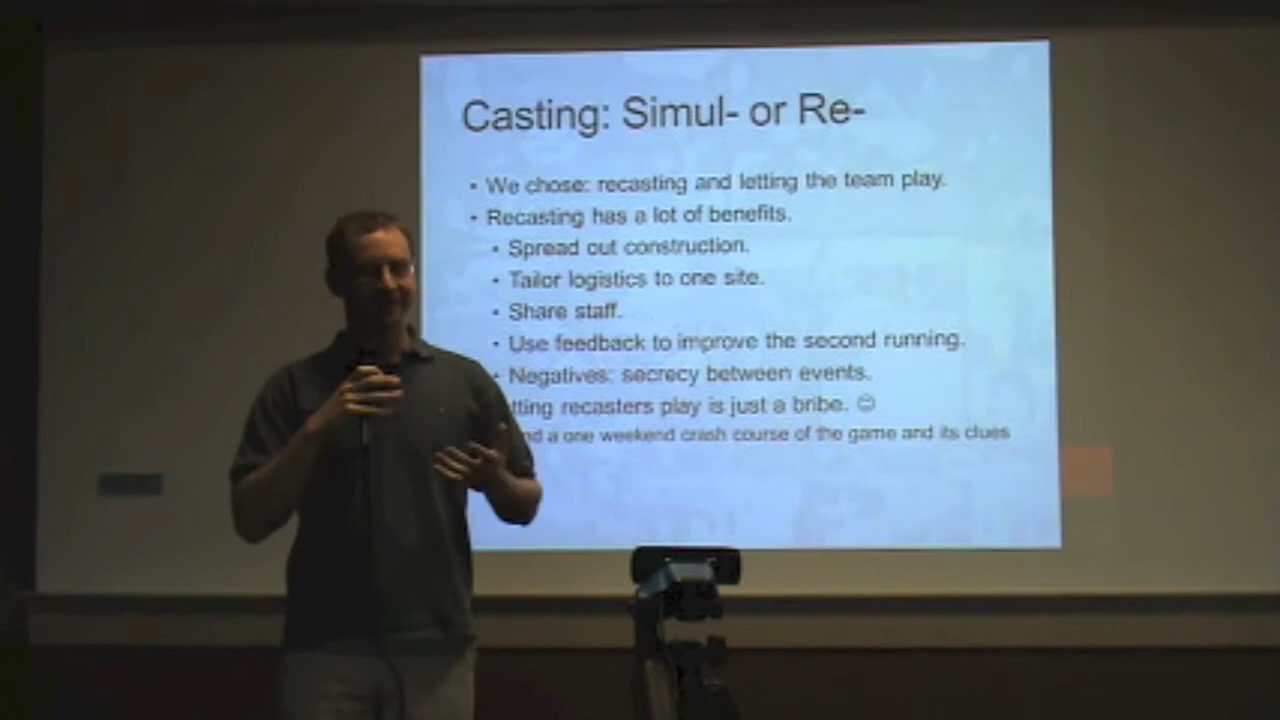 Casting: Simul- or Re-
• We chose: recasting and letting the team play.
• Recasting has a lot of benefits.
• Spread out construction.
• Tailor logistics to one site.
• Share staff.
• Use feedback to improve the second running.
• Negatives: secrecy between events.
tting recasters play is just a bribe. 😊
nd a one weekend crash course of the game and its clues